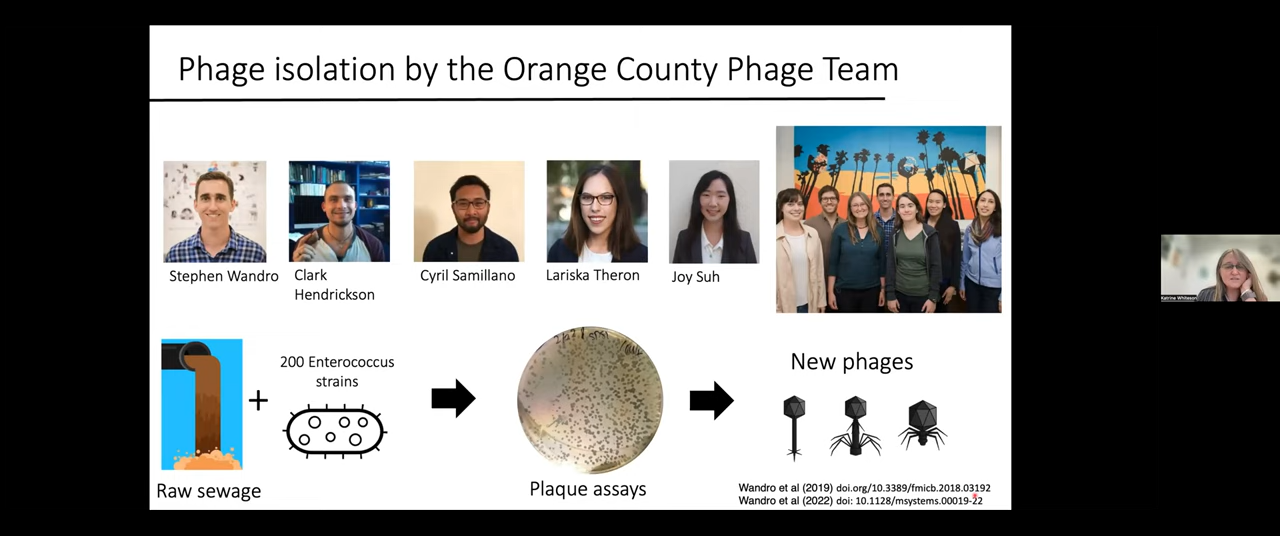 Phage isolation by the Orange County Phage Team
Stephen Wandro
Clark
Hendrickson
Cyril Samillano
Lariska Theron
Joy Suh
200 Enterococcus
strains
+
New phages
Raw sewage
Plaque assays
Wandro et al (2019) doi.org/10.3389/fmicb.2018.03192
Wandro et al (2022) doi: 10.1128/msystems.00019-22
Katrine Whiteson